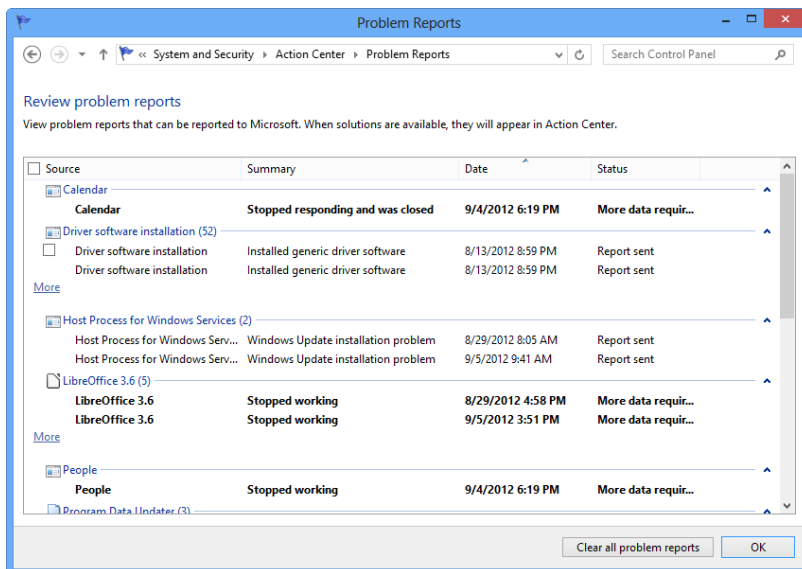 Problem Reports
« System and Security Action Center Problem Reports Search Control Panel
Review problem reports
View problem reports that can be reported to Microsoft. When solutions are available, they will appear in Action Center.
Source Summary Date Status
Calendar
Calendar Stopped responding and was closed 9/4/2012 6:19 PM More data requir...
Driver software installation (52)
Driver software installation Installed generic driver software 8/13/2012 8:59 PM Report sent
Driver software installation Installed generic driver software 8/13/2012 8:59 PM Report sent
More
Host Process for Windows Services (2)
Host Process for Windows Serv... Windows Update installation problem 8/29/2012 8:05 AM Report sent
Host Process for Windows Serv... Windows Update installation problem 9/5/2012 9:41 AM Report sent
LibreOffice 3.6 (5)
LibreOffice 3.6 Stopped working 8/29/2012 4:58 PM More data requir...
LibreOffice 3.6 Stopped working 9/5/2012 3:51 PM More data requir...
More
People
People Stopped working 9/4/2012 6:19 PM More data requir...
Program Data Updater (3)
Clear all problem reports OK